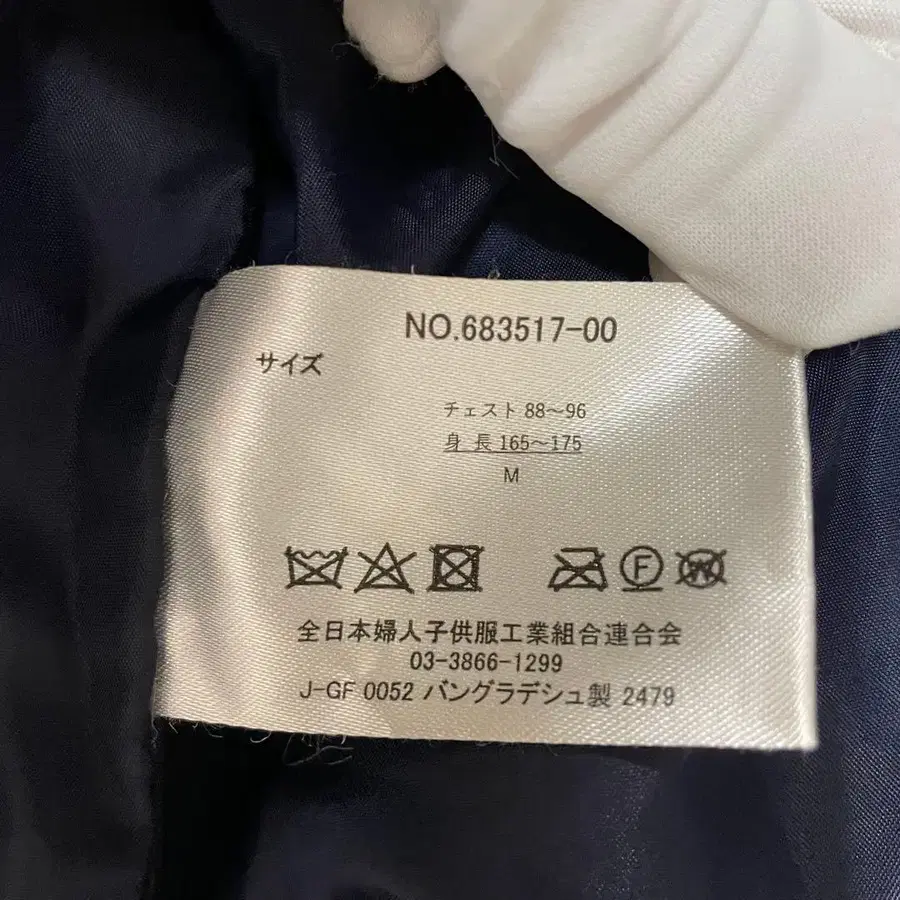 NO.683517-00
サイズ
チェスト 88～96
身 長 165～175
M
F W
全日本婦人子供服工業組合連合会
03-3866-1299
J-GF 0052 バングラデシュ製 2479